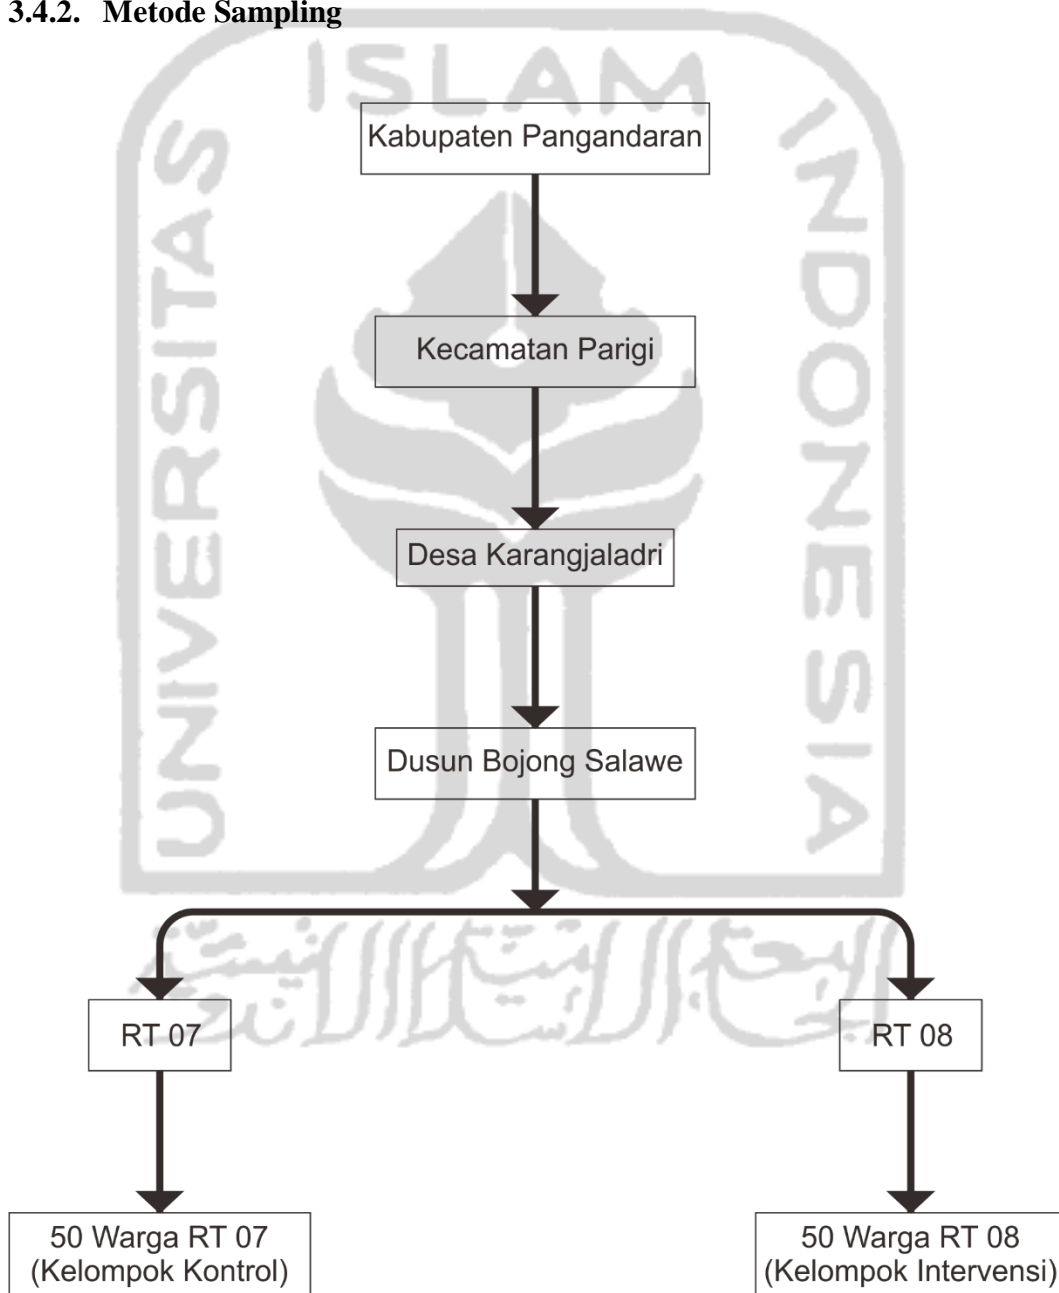 3.4.2. Metode Sampling
ISLAM
UNIVERSITAS
INDONESIA
Kabupaten Pangandaran
Kecamatan Parigi
Desa Karangjaladri
Dusun Bojong Salawe
RT 07
RT 08
50 Warga RT 07
(Kelompok Kontrol)
50 Warga RT 08
(Kelompok Intervensi)